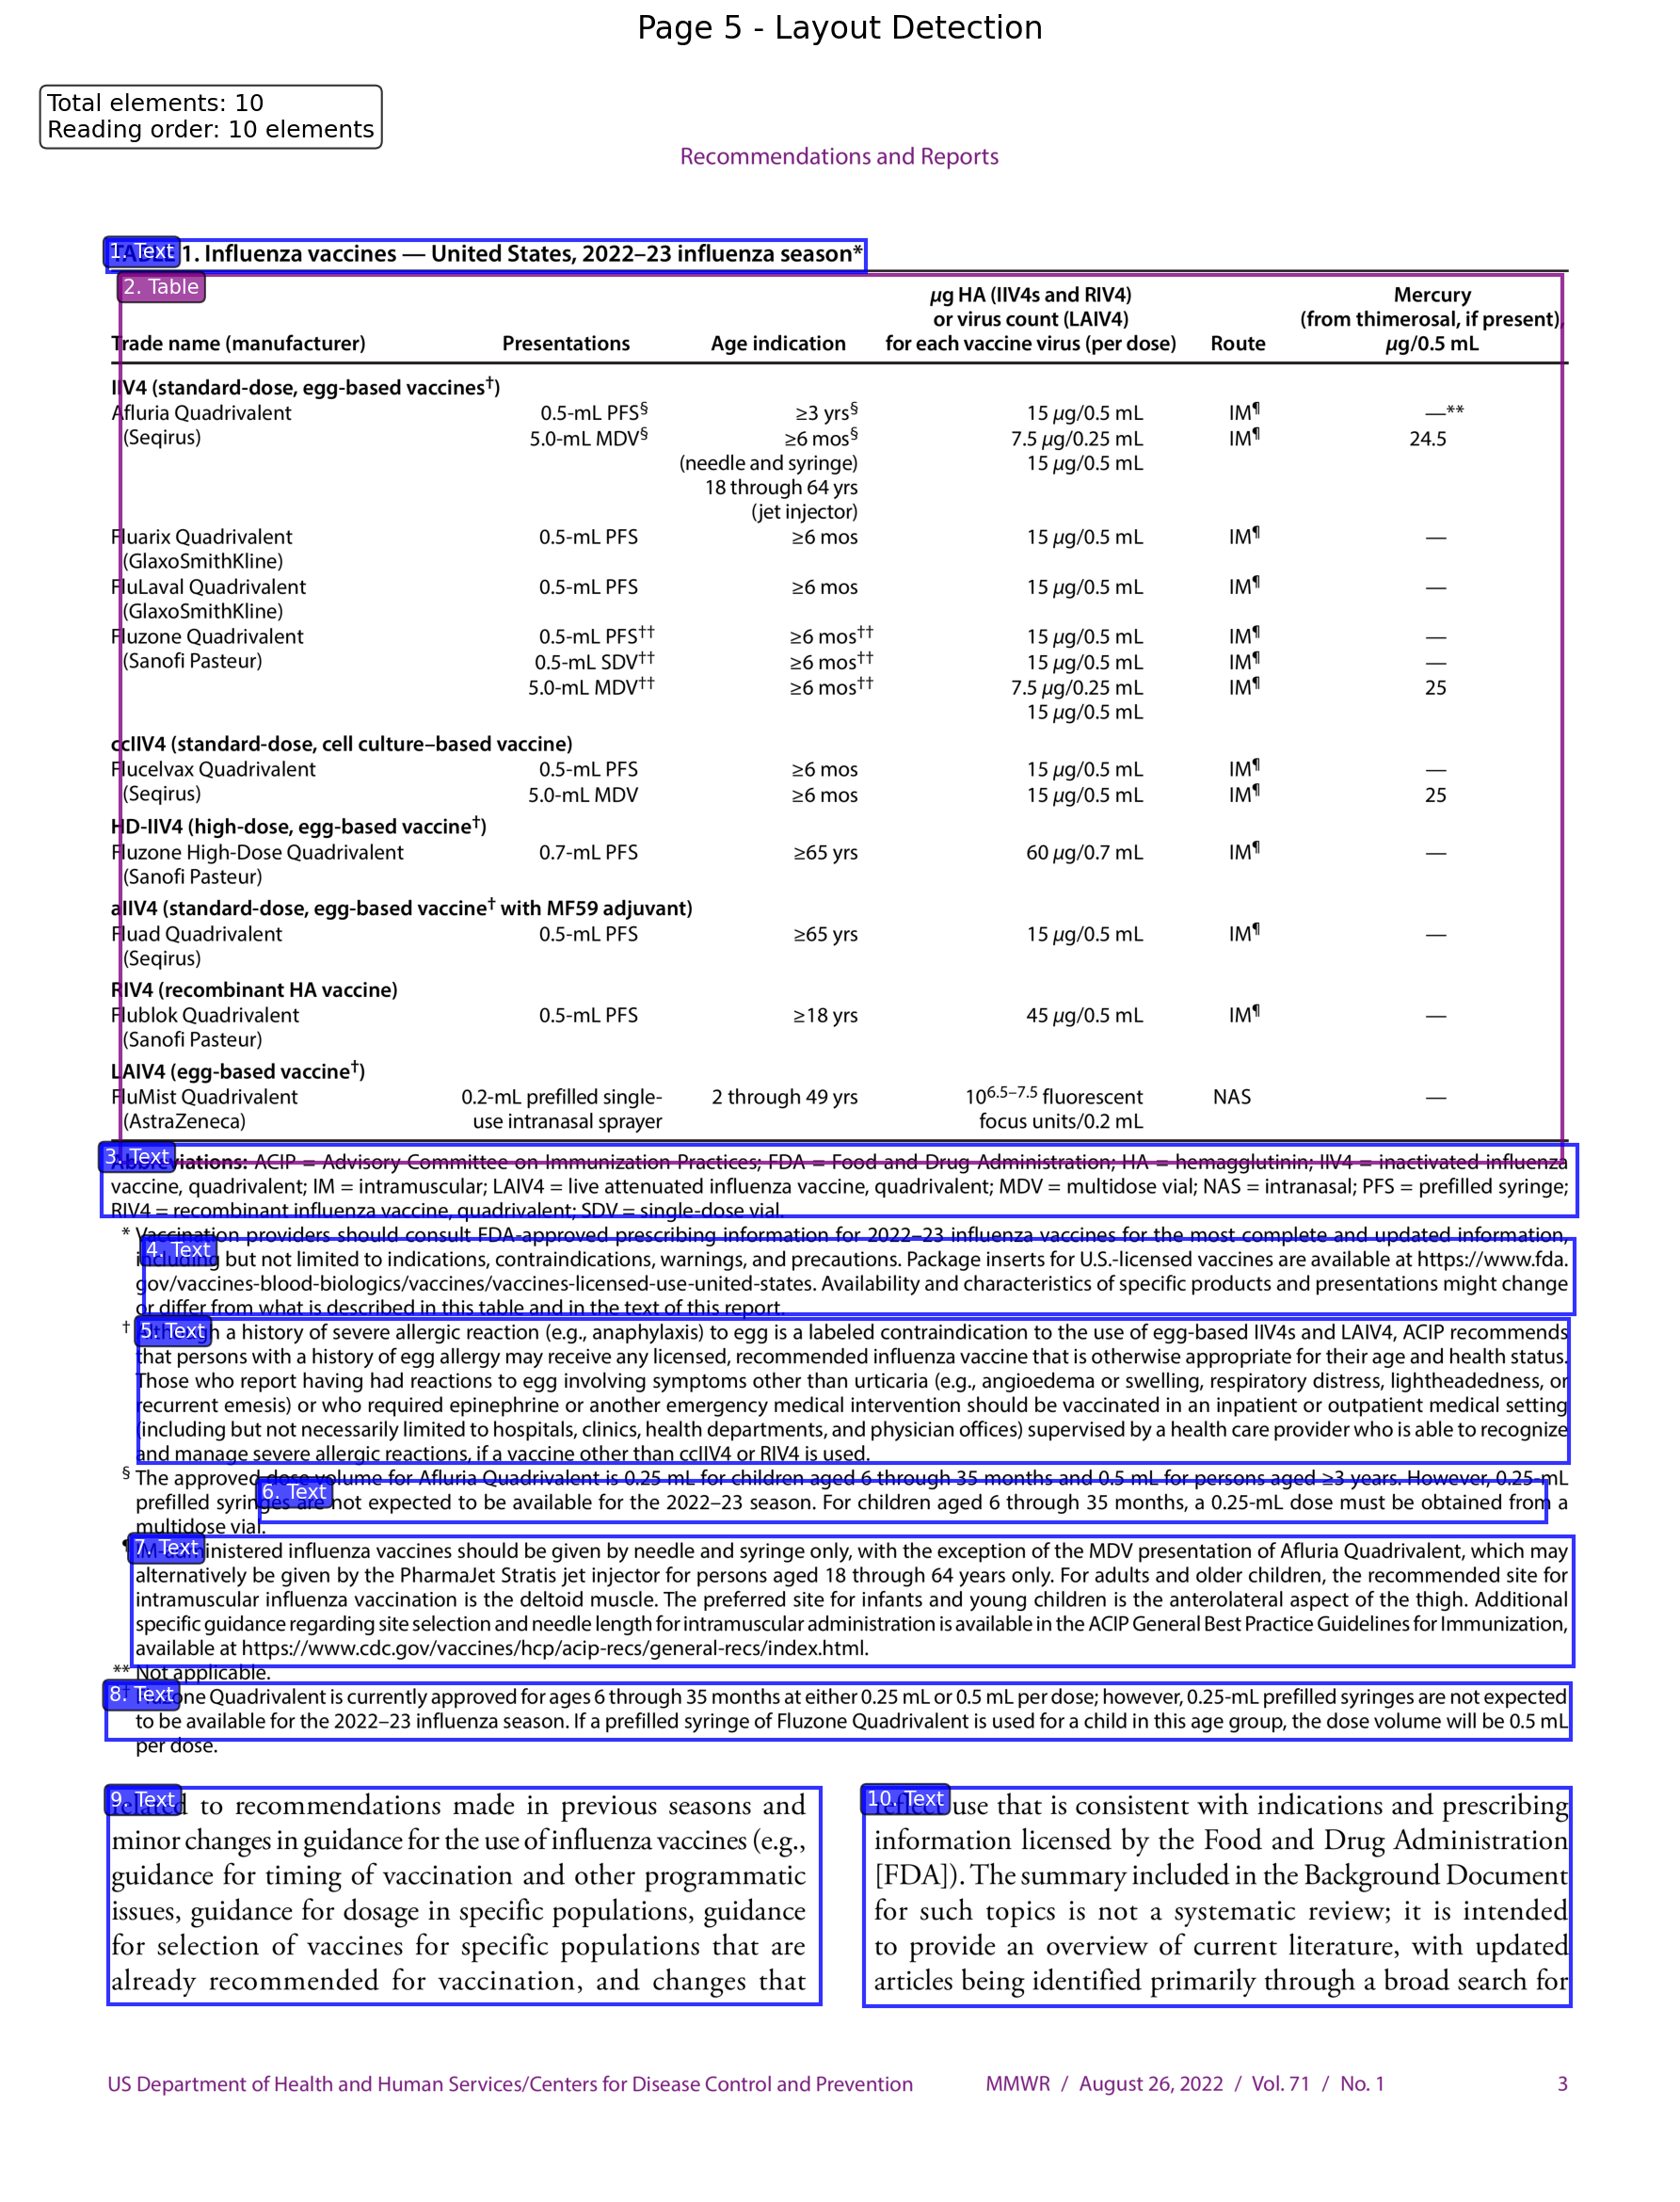 Page 5 - Layout Detection
Total elements: 10
Reading order: 10 elements
Recommendations and Reports
1. Text
1. Influenza vaccines — United States, 2022–23 influenza season*
2. Table
Trade name (manufacturer) Presentations Age indication µg HA (IIV4s and RIV4) or virus count (LAIV4) for each vaccine virus (per dose) Route Mercury (from thimerosal, if present), µg/0.5 mL
IIV4 (standard-dose, egg-based vaccines†)
Afluria Quadrivalent 0.5-mL PFS§ ≥3 yrs§ 15 µg/0.5 mL IM¶ —**
(Seqirus) 5.0-mL MDV§ ≥6 mos§ 7.5 µg/0.25 mL IM¶ 24.5
(needle and syringe) 15 µg/0.5 mL
18 through 64 yrs
(jet injector)
Fluarix Quadrivalent 0.5-mL PFS ≥6 mos 15 µg/0.5 mL IM¶ —
(GlaxoSmithKline)
FluLaval Quadrivalent 0.5-mL PFS ≥6 mos 15 µg/0.5 mL IM¶ —
(GlaxoSmithKline)
Fluzone Quadrivalent 0.5-mL PFS†† ≥6 mos†† 15 µg/0.5 mL IM¶ —
(Sanofi Pasteur) 0.5-mL SDV†† ≥6 mos†† 15 µg/0.5 mL IM¶ —
5.0-mL MDV†† ≥6 mos†† 7.5 µg/0.25 mL IM¶ 25
15 µg/0.5 mL
ccIIV4 (standard-dose, cell culture–based vaccine)
Flucelvax Quadrivalent 0.5-mL PFS ≥6 mos 15 µg/0.5 mL IM¶ —
(Seqirus) 5.0-mL MDV ≥6 mos 15 µg/0.5 mL IM¶ 25
HD-IIV4 (high-dose, egg-based vaccine†)
Fluzone High-Dose Quadrivalent 0.7-mL PFS ≥65 yrs 60 µg/0.7 mL IM¶ —
(Sanofi Pasteur)
aIIV4 (standard-dose, egg-based vaccine† with MF59 adjuvant)
Fluad Quadrivalent 0.5-mL PFS ≥65 yrs 15 µg/0.5 mL IM¶ —
(Seqirus)
RIV4 (recombinant HA vaccine)
Flublok Quadrivalent 0.5-mL PFS ≥18 yrs 45 µg/0.5 mL IM¶ —
(Sanofi Pasteur)
LAIV4 (egg-based vaccine†)
FluMist Quadrivalent 0.2-mL prefilled single- 2 through 49 yrs 10^6.5–7.5 fluorescent NAS —
(AstraZeneca) use intranasal sprayer focus units/0.2 mL
3. Text
Abbreviations: ACIP = Advisory Committee on Immunization Practices; FDA = Food and Drug Administration; HA = hemagglutinin; IIV4 = inactivated influenza
vaccine, quadrivalent; IM = intramuscular; LAIV4 = live attenuated influenza vaccine, quadrivalent; MDV = multidose vial; NAS = intranasal; PFS = prefilled syringe;
RIV4 = recombinant influenza vaccine, quadrivalent; SDV = single-dose vial.
* Vaccination providers should consult FDA-approved prescribing information for 2022–23 influenza vaccines for the most complete and updated information,
4. Text
including but not limited to indications, contraindications, warnings, and precautions. Package inserts for U.S.-licensed vaccines are available at https://www.fda.
gov/vaccines-blood-biologics/vaccines/vaccines-licensed-use-united-states. Availability and characteristics of specific products and presentations might change
or differ from what is described in this table and in the text of this report.
5. Text
† Although a history of severe allergic reaction (e.g., anaphylaxis) to egg is a labeled contraindication to the use of egg-based IIV4s and LAIV4, ACIP recommends
that persons with a history of egg allergy may receive any licensed, recommended influenza vaccine that is otherwise appropriate for their age and health status.
Those who report having had reactions to egg involving symptoms other than urticaria (e.g., angioedema or swelling, respiratory distress, lightheadedness, or
recurrent emesis) or who required epinephrine or another emergency medical intervention should be vaccinated in an inpatient or outpatient medical setting
(including but not necessarily limited to hospitals, clinics, health departments, and physician offices) supervised by a health care provider who is able to recognize
and manage severe allergic reactions, if a vaccine other than ccIIV4 or RIV4 is used.
§ The approved dose volume for Afluria Quadrivalent is 0.25 mL for children aged 6 through 35 months and 0.5 mL for persons aged ≥3 years. However, 0.25-mL
6. Text
prefilled syringes are not expected to be available for the 2022–23 season. For children aged 6 through 35 months, a 0.25-mL dose must be obtained from a
multidose vial.
7. Text
¶ IM-administered influenza vaccines should be given by needle and syringe only, with the exception of the MDV presentation of Afluria Quadrivalent, which may
alternatively be given by the PharmaJet Stratis jet injector for persons aged 18 through 64 years only. For adults and older children, the recommended site for
intramuscular influenza vaccination is the deltoid muscle. The preferred site for infants and young children is the anterolateral aspect of the thigh. Additional
specific guidance regarding site selection and needle length for intramuscular administration is available in the ACIP General Best Practice Guidelines for Immunization,
available at https://www.cdc.gov/vaccines/hcp/acip-recs/general-recs/index.html.
** Not applicable.
8. Text
Fluzone Quadrivalent is currently approved for ages 6 through 35 months at either 0.25 mL or 0.5 mL per dose; however, 0.25-mL prefilled syringes are not expected
to be available for the 2022–23 influenza season. If a prefilled syringe of Fluzone Quadrivalent is used for a child in this age group, the dose volume will be 0.5 mL
per dose.
9. Text
related to recommendations made in previous seasons and
minor changes in guidance for the use of influenza vaccines (e.g.,
guidance for timing of vaccination and other programmatic
issues, guidance for dosage in specific populations, guidance
for selection of vaccines for specific populations that are
already recommended for vaccination, and changes that
10. Text
reflect use that is consistent with indications and prescribing
information licensed by the Food and Drug Administration
[FDA]). The summary included in the Background Document
for such topics is not a systematic review; it is intended
to provide an overview of current literature, with updated
articles being identified primarily through a broad search for
US Department of Health and Human Services/Centers for Disease Control and Prevention MMWR / August 26, 2022 / Vol. 71 / No. 1 3